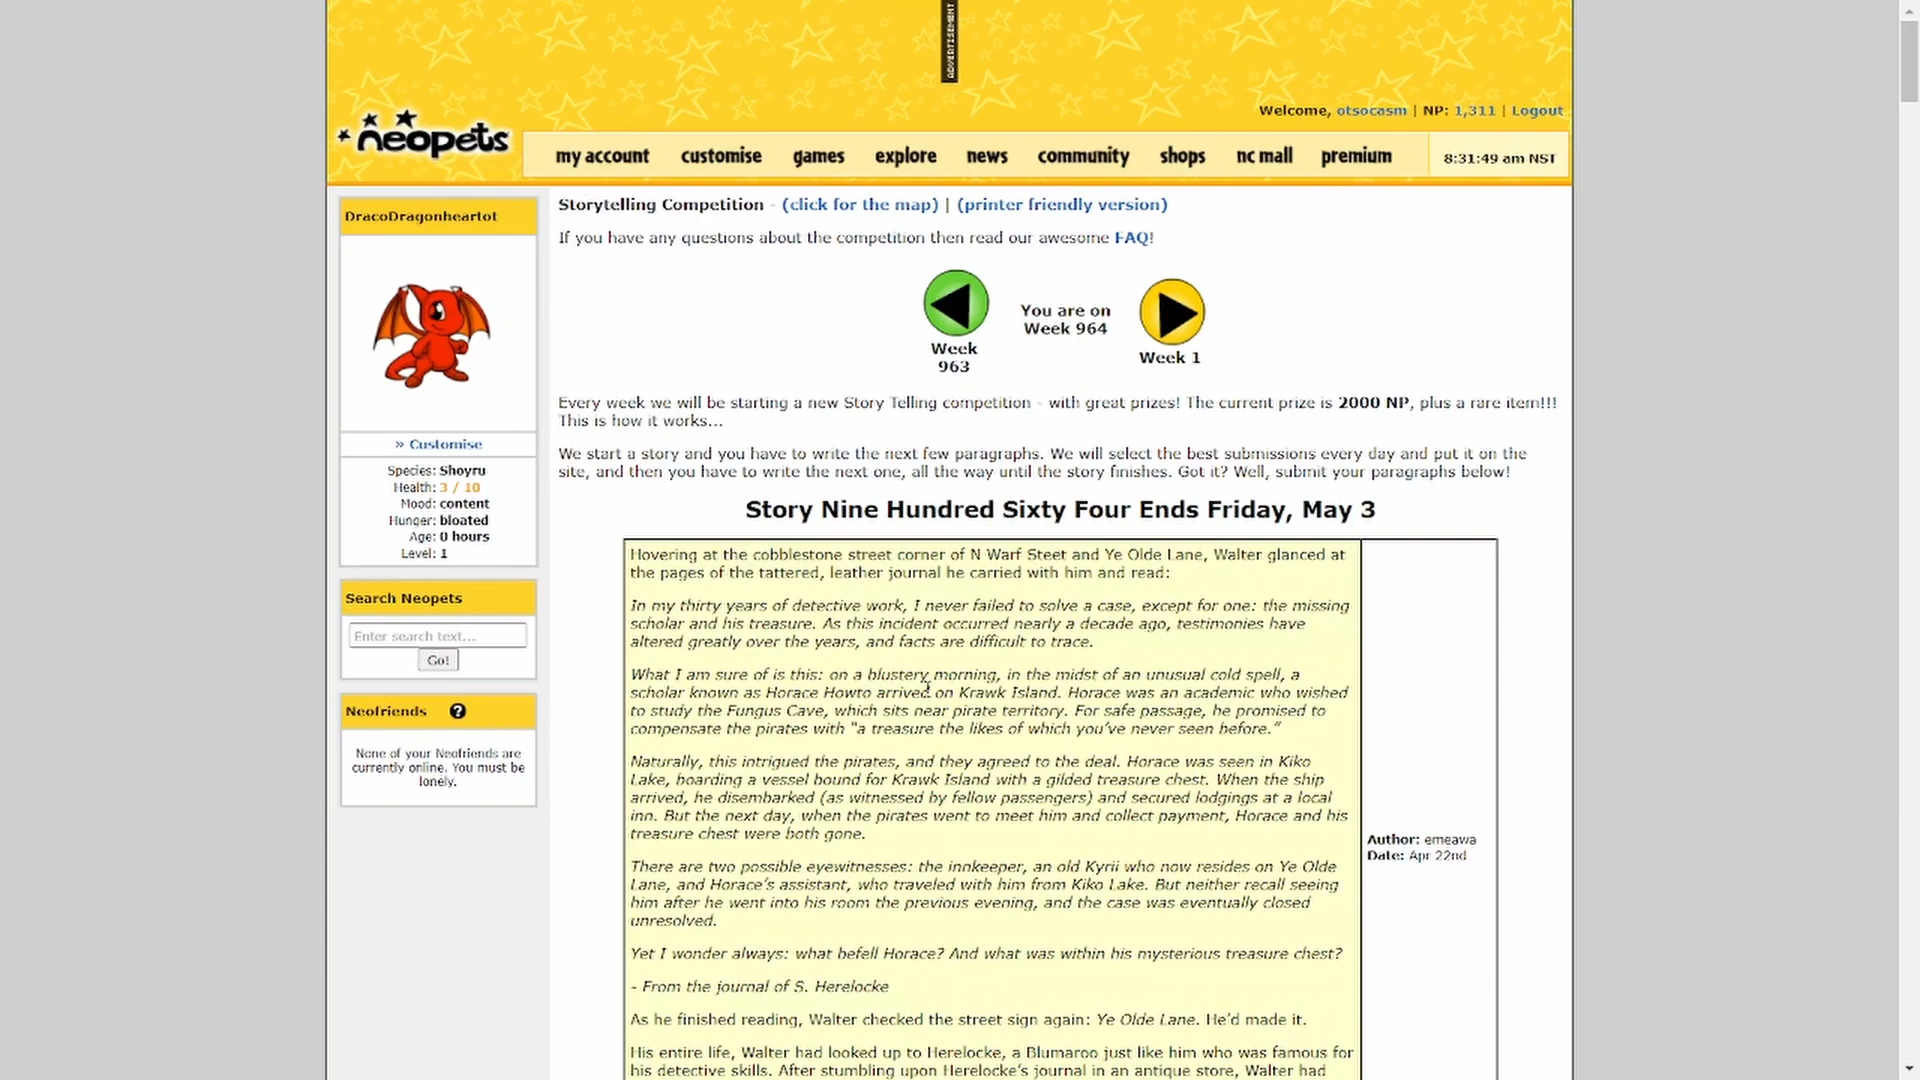 ADVERTISEMENT
Welcome, otsocasm | NP: 1,311 | Logout
neopets
my account customise games explore news community shops nc mall premium 8:31:49 am NST
DracoDragonheartot
» Customise
Species: Shoyru
Health: 3 / 10
Mood: content
Hunger: bloated
Age: 0 hours
Level: 1
Search Neopets
Enter search text...
Go!
Neofriends ?
None of your Neofriends are
currently online. You must be
lonely.
Storytelling Competition - (click for the map) | (printer friendly version)
If you have any questions about the competition then read our awesome FAQ!
Week
963
You are on
Week 964
Week 1
Every week we will be starting a new Story Telling competition - with great prizes! The current prize is 2000 NP, plus a rare item!!!
This is how it works...
We start a story and you have to write the next few paragraphs. We will select the best submissions every day and put it on the
site, and then you have to write the next one, all the way until the story finishes. Got it? Well, submit your paragraphs below!
Story Nine Hundred Sixty Four Ends Friday, May 3
Hovering at the cobblestone street corner of N Warf Steet and Ye Olde Lane, Walter glanced at
the pages of the tattered, leather journal he carried with him and read:
In my thirty years of detective work, I never failed to solve a case, except for one: the missing
scholar and his treasure. As this incident occurred nearly a decade ago, testimonies have
altered greatly over the years, and facts are difficult to trace.
What I am sure of is this: on a blustery morning, in the midst of an unusual cold spell, a
scholar known as Horace Howto arrived on Krawk Island. Horace was an academic who wished
to study the Fungus Cave, which sits near pirate territory. For safe passage, he promised to
compensate the pirates with “a treasure the likes of which you’ve never seen before.”
Naturally, this intrigued the pirates, and they agreed to the deal. Horace was seen in Kiko
Lake, boarding a vessel bound for Krawk Island with a gilded treasure chest. When the ship
arrived, he disembarked (as witnessed by fellow passengers) and secured lodgings at a local
inn. But the next day, when the pirates went to meet him and collect payment, Horace and his
treasure chest were both gone.
There are two possible eyewitnesses: the innkeeper, an old Kyrii who now resides on Ye Olde
Lane, and Horace’s assistant, who traveled with him from Kiko Lake. But neither recall seeing
him after he went into his room the previous evening, and the case was eventually closed
unresolved.
Yet I wonder always: what befell Horace? And what was within his mysterious treasure chest?
- From the journal of S. Herelocke
As he finished reading, Walter checked the street sign again: Ye Olde Lane. He’d made it.
His entire life, Walter had looked up to Herelocke, a Blumaroo just like him who was famous for
his detective skills. After stumbling upon Herelocke’s journal in an antique store, Walter had
Author: emeawa
Date: Apr 22nd